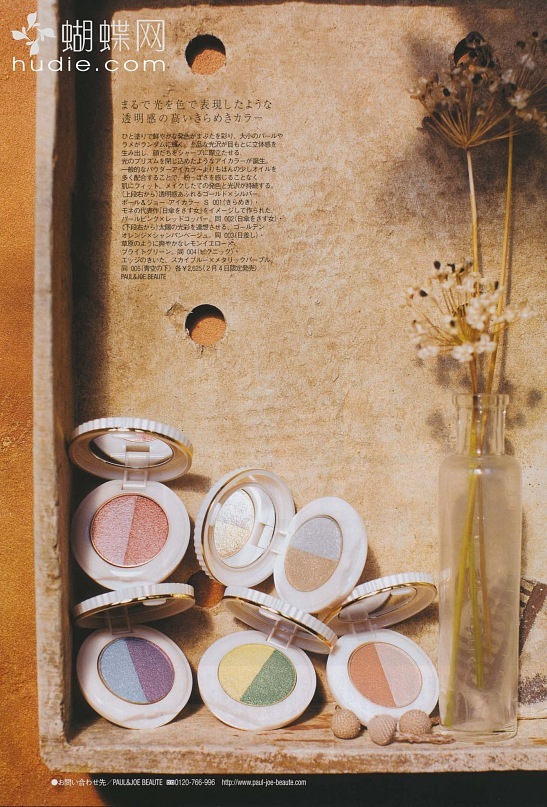 蝴蝶网
hudie.com
まるで光を色で表現したような
透明感の高いきらめきカラー
ひと塗りで鮮やかな発色がまぶたを彩り、大小のパールや
ラメがランダムに輝く。上品な光沢が目もとに立体感を
生み出し、顔だちをシャープに際立たせる、
光のプリズムを閉じ込めたようなアイカラーが誕生。
一般的なパウダーアイカラーよりもほんの少しオイルを
多く配合することで、粉っぽさを感じることなく
肌にフィット、メイクしたての発色と光沢が持続する。
(上段右から)透明感あふれるゴールド×シルバー。
ポール&ジョー アイカラー S 001(きらめき)・
モネの代表作「日傘をさす女」をイメージして作られた、
パールピンク×レッドコッパー。同 002(日傘をさす女)・
(下段右から)太陽の光彩を連想させる、ゴールデン
オレンジ×シャンパンベージュ。同 003(日差し)・
草原のように爽やかなレモンイエロー×
ブライトグリーン。同 004(ピクニック)・
エッジのきいた、スカイブルー×メタリックパープル。
同 005(青空の下) 各¥2,625(2月4日限定発売)/
PAUL&JOE BEAUTE
●お問い合わせ先/PAUL&JOE BEAUTE 0120-766-996 http://www.paul-joe-beaute.com